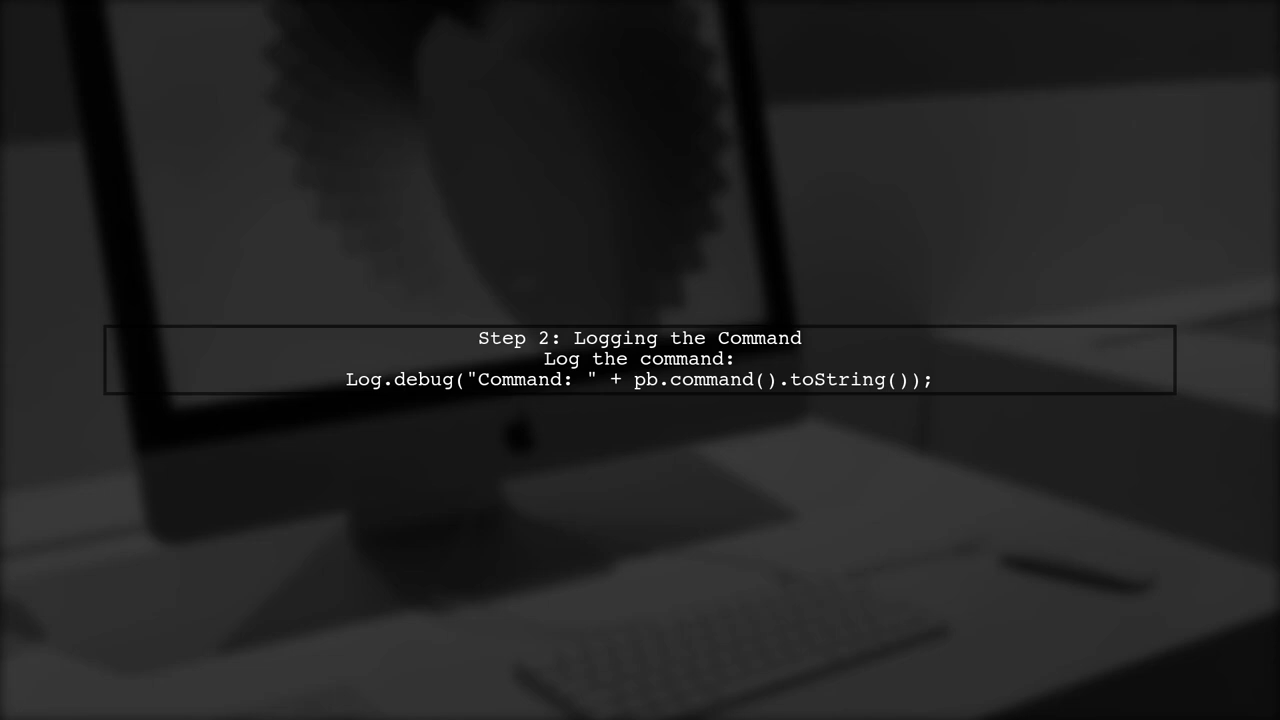 Step 2: Logging the Command
Log the command:
Log.debug("Command: " + pb.command().toString());